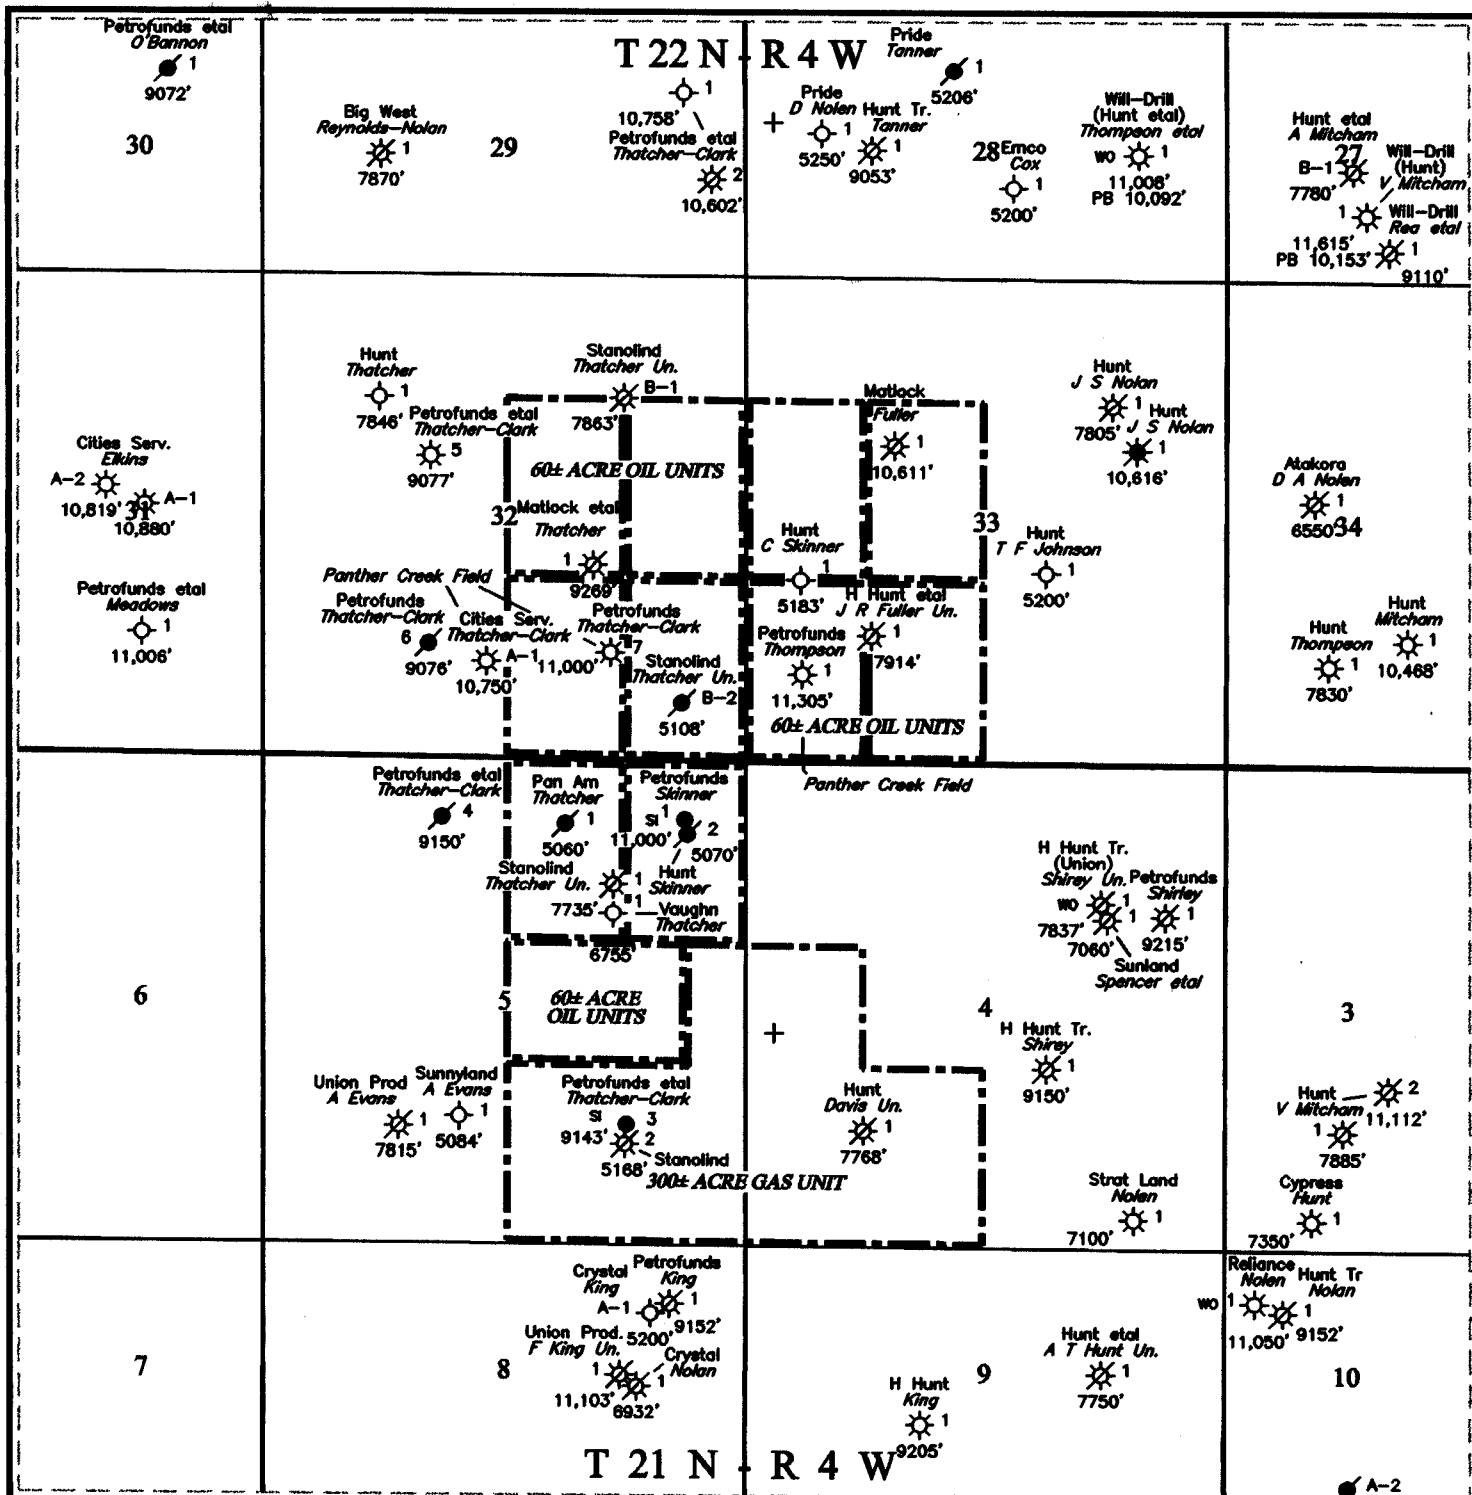 T 22 N - R 4 W
Petrofunds etal
O'Bannon
1
9072'
30
Big West
Reynolds-Nolan
1
7870'
29
1
10,758'
Petrofunds etal
Thatcher-Clark
2
10,602'
Pride
Tanner
1
5206'
Pride
D Nolen
1
5250'
Hunt Tr.
Tanner
1
9053'
28
Emco
Cox
1
5200'
Will-Drill
(Hunt etal)
Thompson etal
WO
1
11,008'
PB 10,092'
Hunt etal
A Mitcham
27
B-1
7780'
Will-Drill
(Hunt)
V Mitcham
1
11,615'
PB 10,153'
Will-Drill
Rea etal
1
9110'
Hunt
Thatcher
1
7846'
Petrofunds etal
Thatcher-Clark
5
9077'
Stanolind
Thatcher Un.
B-1
7863'
60± ACRE OIL UNITS
32
Matlock etal
Thatcher
1
9269'
Matlock
Fuller
1
10,611'
Hunt
J S Nolan
1
7805'
Hunt
J S Nolan
1
10,616'
33
Cities Serv.
Elkins
A-2
10,819'
A-1
31
10,880'
Petrofunds etal
Meadows
1
11,006'
Atakora
D A Nolen
1
6550'
34
Hunt
C Skinner
1
5183'
Hunt
T F Johnson
1
5200'
Panther Creek Field
Petrofunds
Thatcher-Clark
6
9076'
Cities Serv.
Thatcher-Clark
A-1
10,750'
Petrofunds
Thatcher-Clark
7
11,000'
Stanolind
Thatcher Un.
B-2
5108'
H Hunt etal
J R Fuller Un.
1
7914'
Petrofunds
Thompson
1
11,305'
60± ACRE OIL UNITS
Panther Creek Field
Hunt
Thompson
1
7830'
Hunt
Mitcham
1
10,468'
Petrofunds etal
Thatcher-Clark
4
9150'
Pan Am
Thatcher
1
5060'
Petrofunds
Skinner
1
SI
11,000'
2
5070'
Hunt
Skinner
Stanolind
Thatcher Un.
1
7735'
1
Vaughn
Thatcher
6755'
H Hunt Tr.
(Union)
Shirey Un.
WO
1
7837'
1
7060'
Sunland
Spencer etal
Petrofunds
Shirley
1
9215'
6
5
60± ACRE
OIL UNITS
4
3
H Hunt Tr.
Shirey
1
9150'
Union Prod
A Evans
1
7815'
Sunnyland
A Evans
1
5084'
Petrofunds etal
Thatcher-Clark
SI
3
9143'
2
5168'
Stanolind
300± ACRE GAS UNIT
Hunt
Davis Un.
1
7768'
Hunt
V Mitcham
2
11,112'
1
7885'
Strat Land
Nolen
1
7100'
Cypress
Hunt
1
7350'
Crystal
King
A-1
5200'
Petrofunds
King
1
9152'
Union Prod.
F King Un.
1
11,103'
Crystal
Nolan
1
6932'
Reliance
Nolen
WO
1
11,050'
Hunt Tr
Nolan
1
9152'
Hunt etal
A T Hunt Un.
1
7750'
7
8
9
10
H Hunt
King
1
9205'
T 21 N - R 4 W
A-2